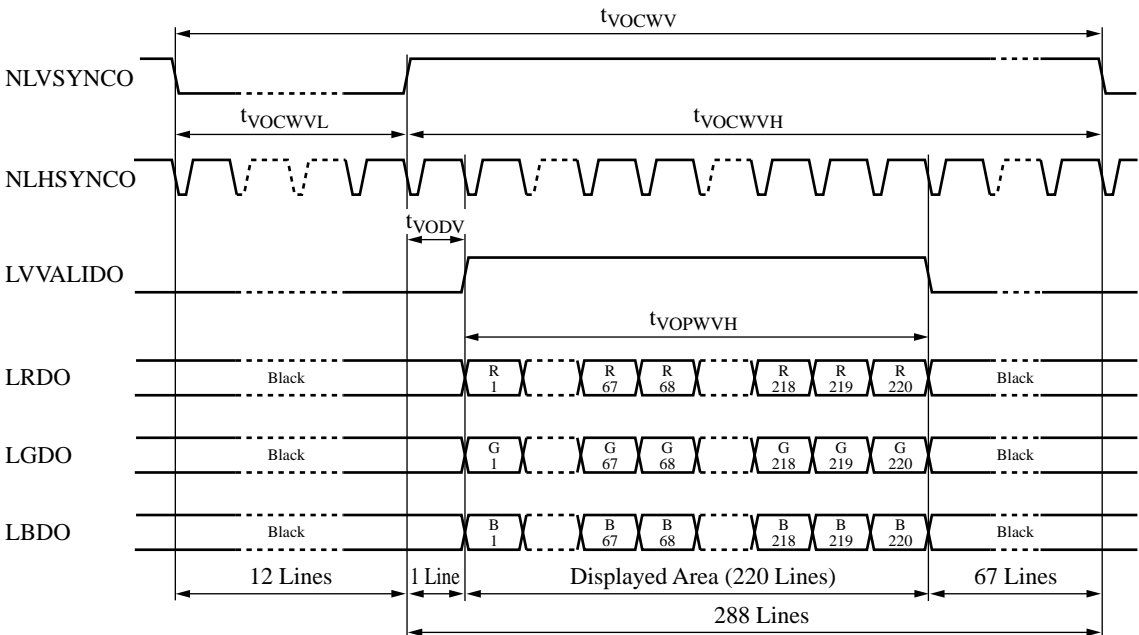 tVOCWV
NLVSYNCO
tVOCWVL tVOCWVH
NLHSYNCO
tVODV
LVVALIDO
tVOPWVH
LRDO Black R 1 R 67 R 68 R 218 R 219 R 220 Black
LGDO Black G 1 G 67 G 68 G 218 G 219 G 220 Black
LBDO Black B 1 B 67 B 68 B 218 B 219 B 220 Black
12 Lines 1 Line Displayed Area (220 Lines) 67 Lines
288 Lines